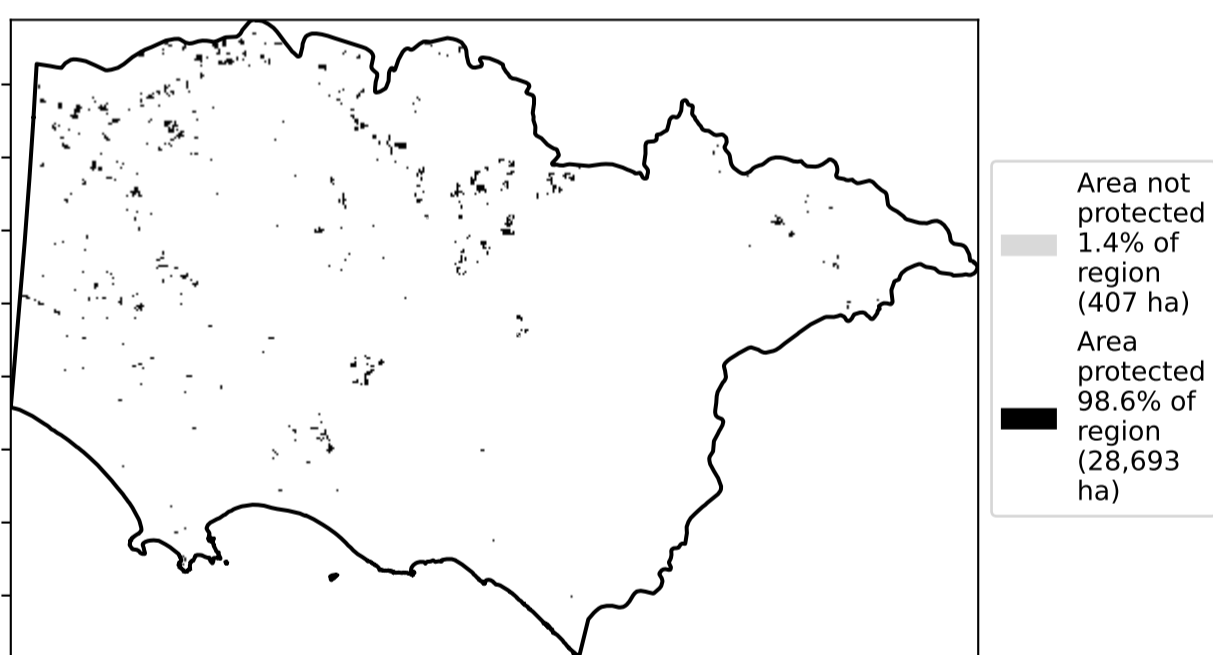 Area not
protected
1.4% of
region
(407 ha)
Area
protected
98.6% of
region
(28,693
ha)